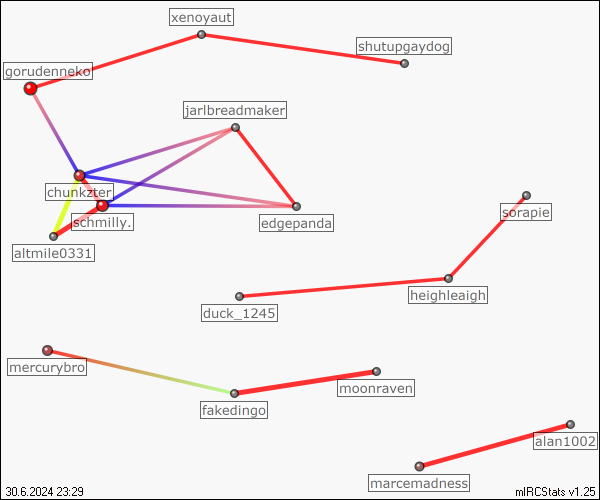 xenoyaut
shutupgaydog
gorudenneko
jarlbreadmaker
chunkzter
schmilly.
sorapie
edgepanda
altmile0331
heighleaigh
duck_1245
mercurybro
moonraven
fakedingo
alan1002
marcemadness
30.6.2024 23:29
mIRCStats v1.25